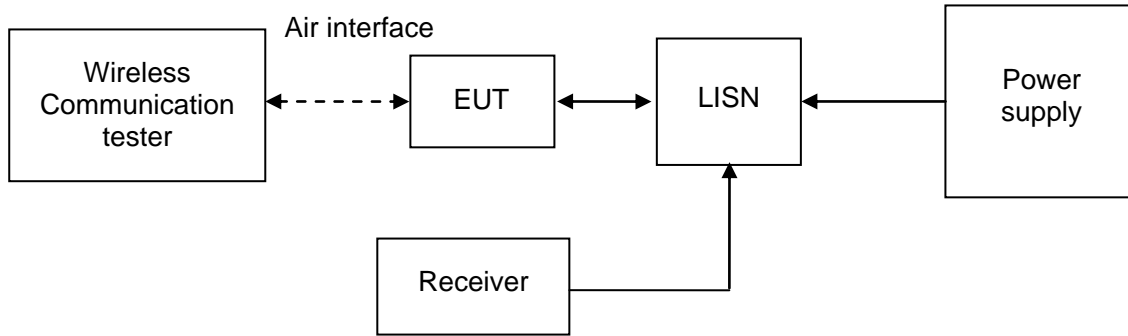 Air interface
Wireless
Communication
tester
EUT
LISN
Power
supply
Receiver